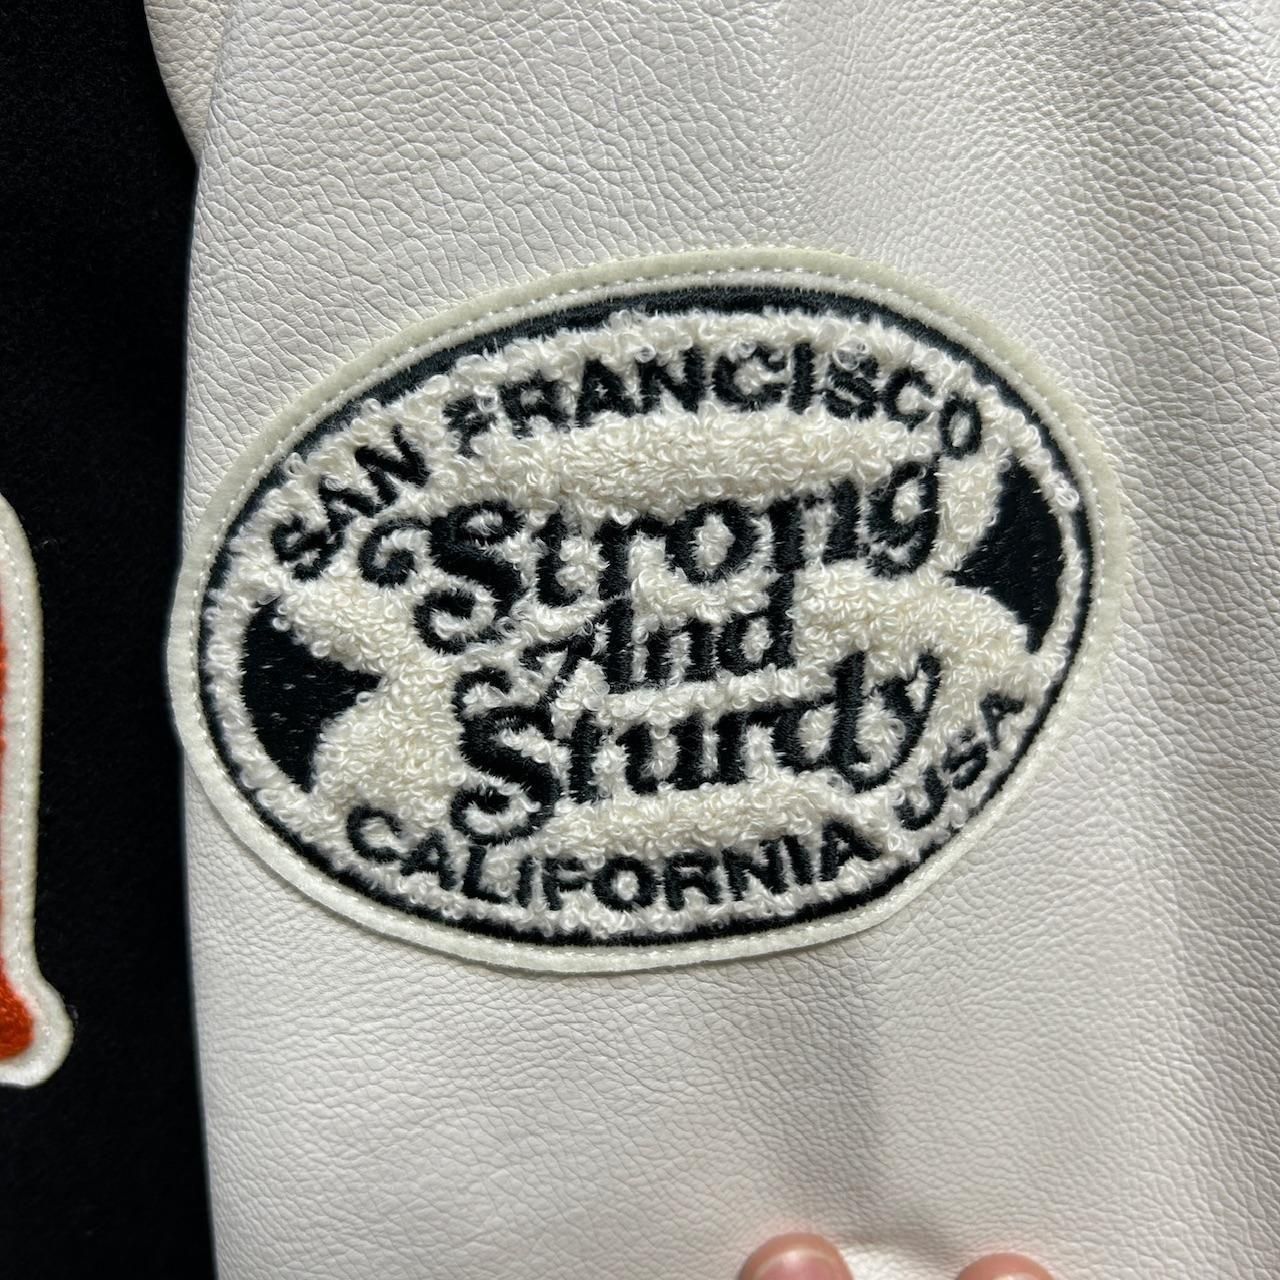 SAN FRANCISCO
Strong
And
Sturdy
CALIFORNIA USA